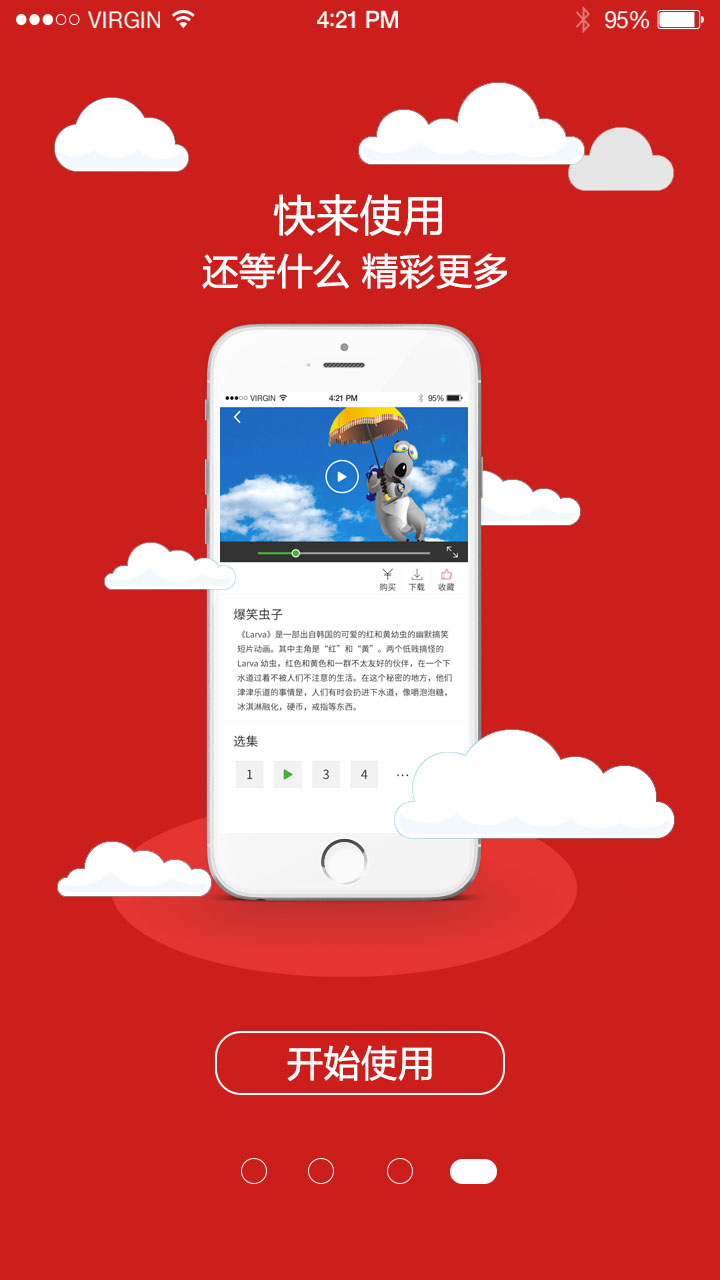 VIRGIN 4:21 PM 95%
快来使用
还等什么 精彩更多
VIRGIN 4:21 PM 95%
购买 下载 收藏
爆笑虫子
《Larva》是一部出自韩国的可爱的红和黄幼虫的幽默搞笑
短片动画。其中主角是“红”和“黄”。两个低贱搞怪的
Larva 幼虫，红色和黄色和一群不太友好的伙伴，在一个下
水道过着不被人们不注意的生活。在这个秘密的地方，他们
津津乐道的事情是，人们有时会扔进下水道，像嚼泡泡糖，
冰淇淋融化，硬币，戒指等东西。
选集
1 3 4 ···
开始使用